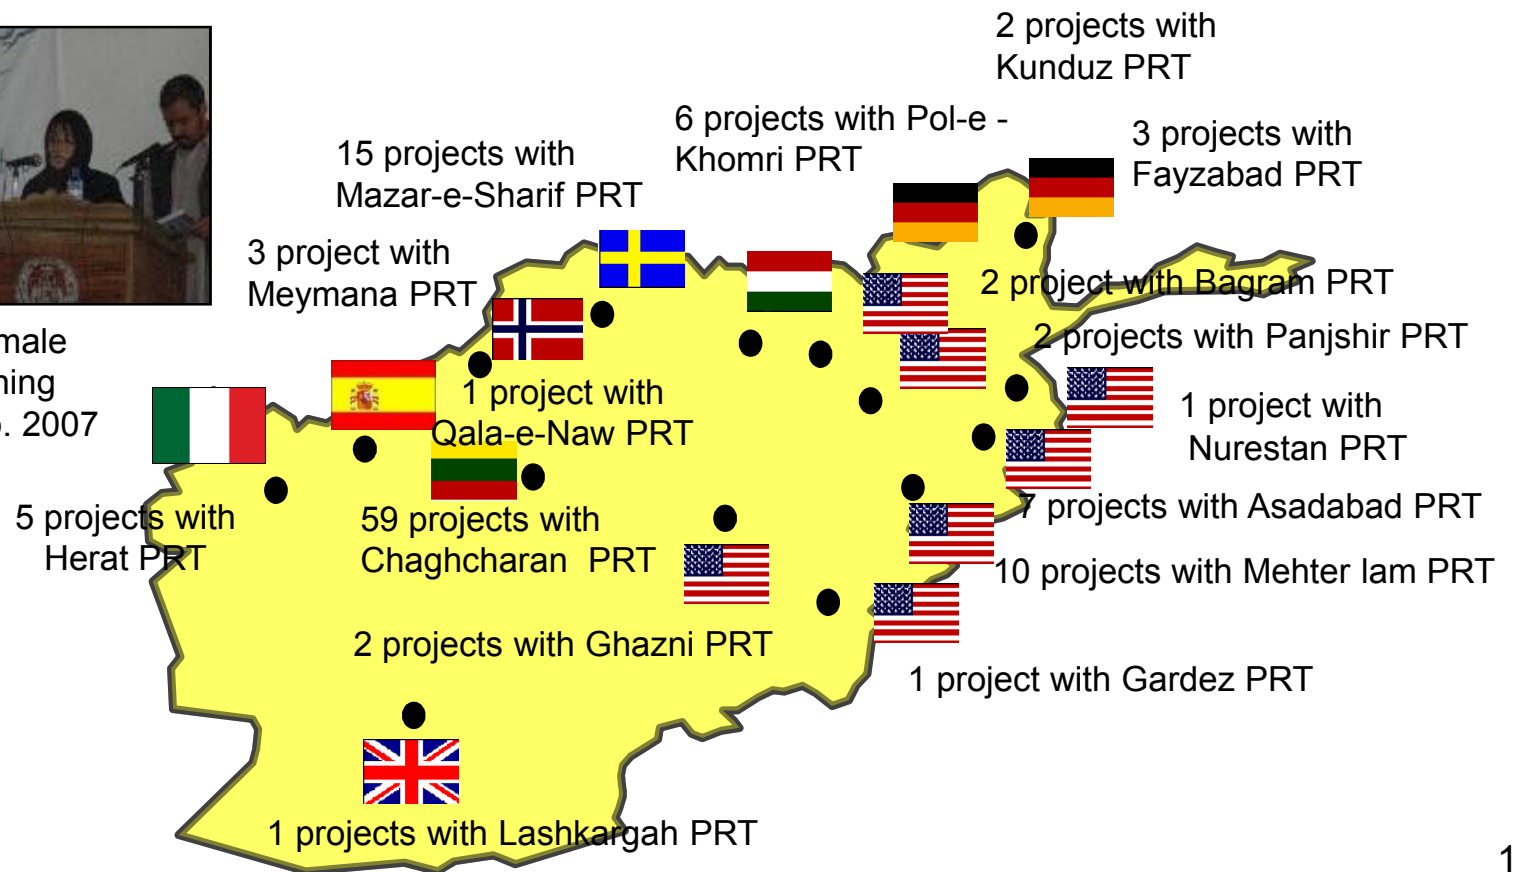 2 projects with
Kunduz PRT
6 projects with Pol-e -
Khomri PRT
3 projects with
Fayzabad PRT
15 projects with
Mazar-e-Sharif PRT
3 project with
Meymana PRT
2 project with Bagram PRT
2 projects with Panjshir PRT
male
ning
. 2007
1 project with
Qala-e-Naw PRT
1 project with
Nurestan PRT
5 projects with
Herat PRT
59 projects with
Chaghcharan PRT
7 projects with Asadabad PRT
10 projects with Mehter lam PRT
2 projects with Ghazni PRT
1 project with Gardez PRT
1 projects with Lashkargah PRT
1